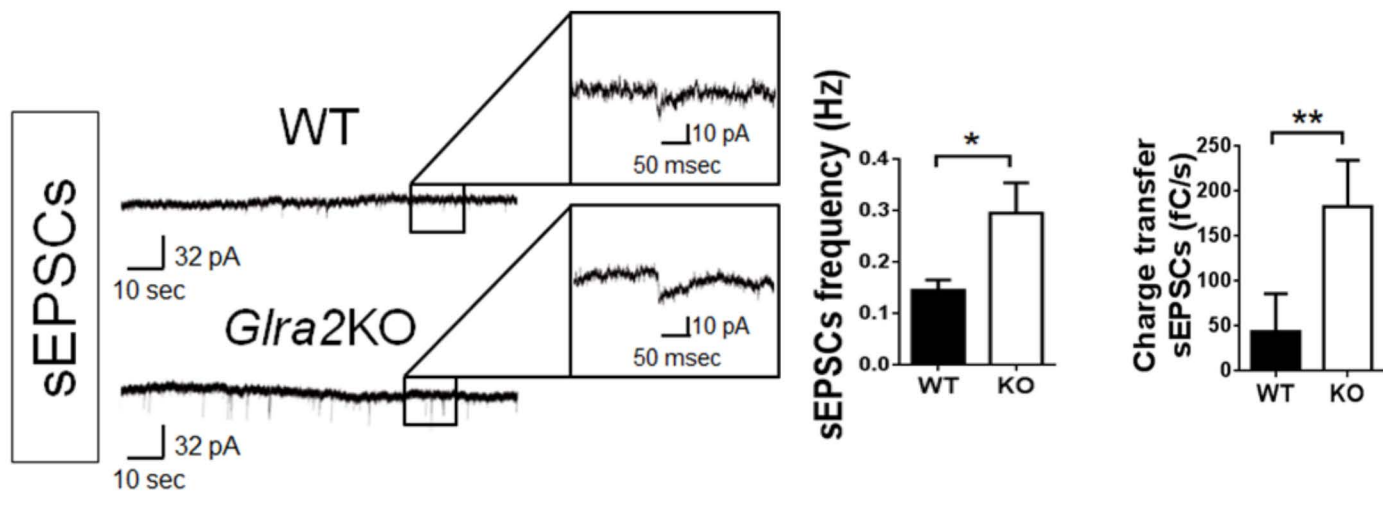 sEPSCs
WT
32 pA
10 sec
10 pA
50 msec
Glra2KO
32 pA
10 sec
10 pA
50 msec
sEPSCs frequency (Hz)
0.4
0.3
0.2
0.1
0.0
*
WT KO
Charge transfer
sEPSCs (fC/s)
250
200
150
100
50
0
**
WT KO